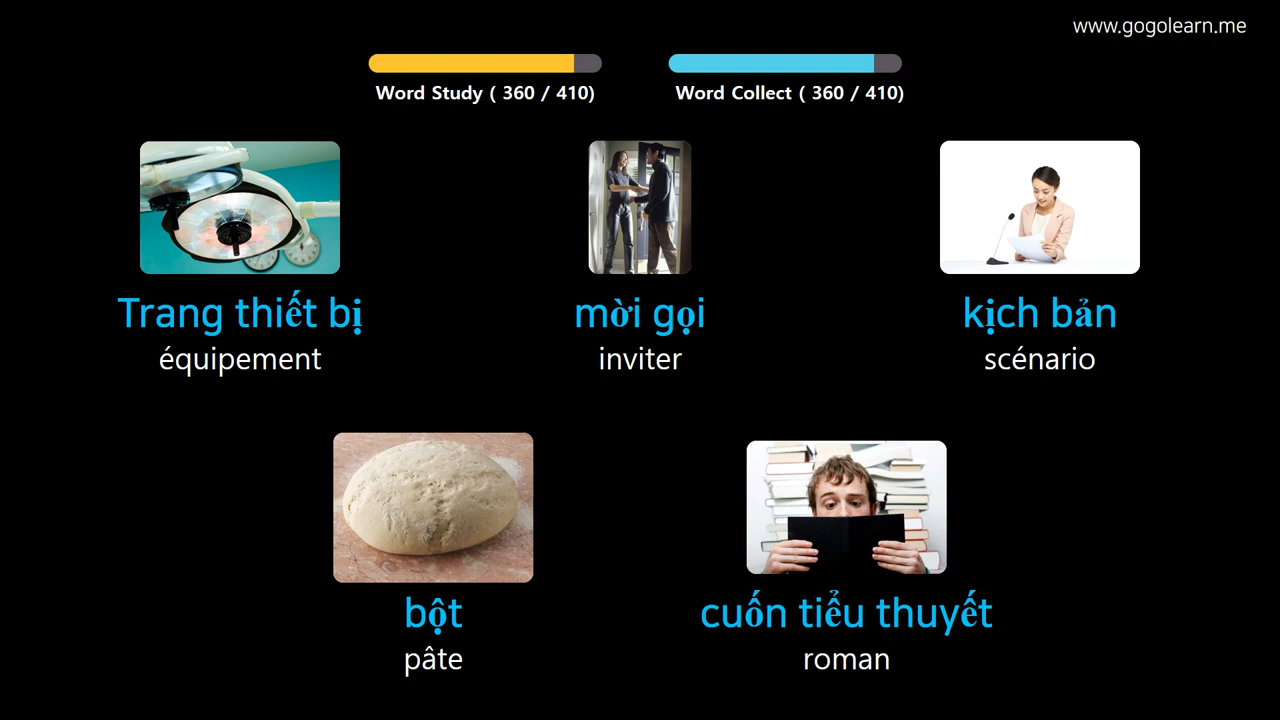 www.gogolearn.me
Word Study ( 360 / 410)
Word Collect ( 360 / 410)
Trang thiết bị
équipement
mời gọi
inviter
kịch bản
scénario
bột
pâte
cuốn tiểu thuyết
roman